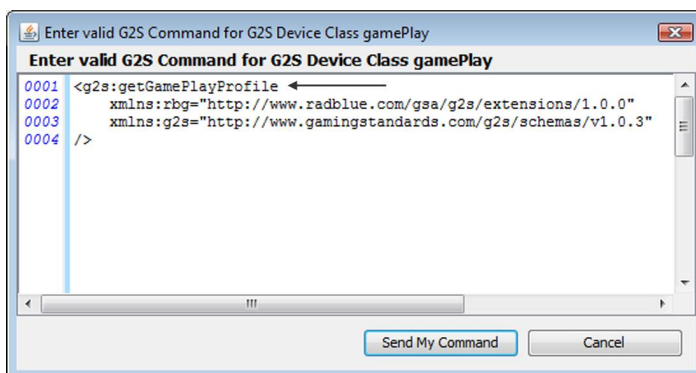 Enter valid G2S Command for G2S Device Class gamePlay
Enter valid G2S Command for G2S Device Class gamePlay
0001 <g2s:getGamePlayProfile
0002 xmlns:rbg="http://www.radblue.com/gsa/g2s/extensions/1.0.0"
0003 xmlns:g2s="http://www.gamingstandards.com/g2s/schemas/v1.0.3"
0004 />
Send My Command Cancel